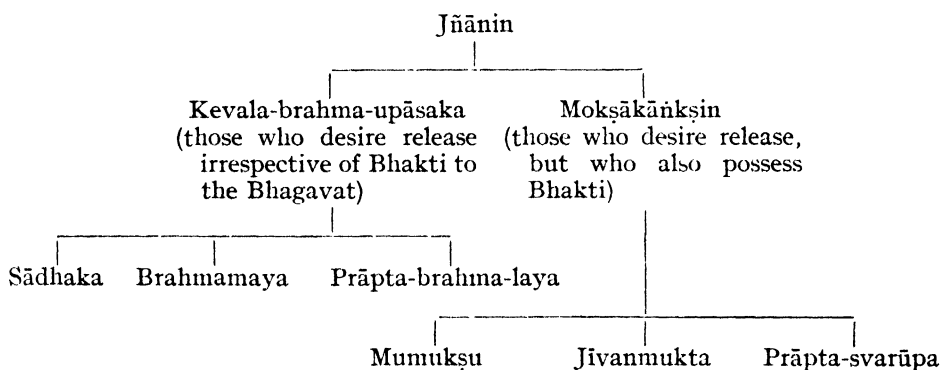 Jñānin
Kevala-brahma-upāsaka
(those who desire release
irrespective of Bhakti to
the Bhagavat)
Mokṣākāṅkṣin
(those who desire release,
but who also possess
Bhakti)
Sādhaka Brahmamaya Prāpta-brahma-laya
Mumukṣu Jīvanmukta Prāpta-svarūpa